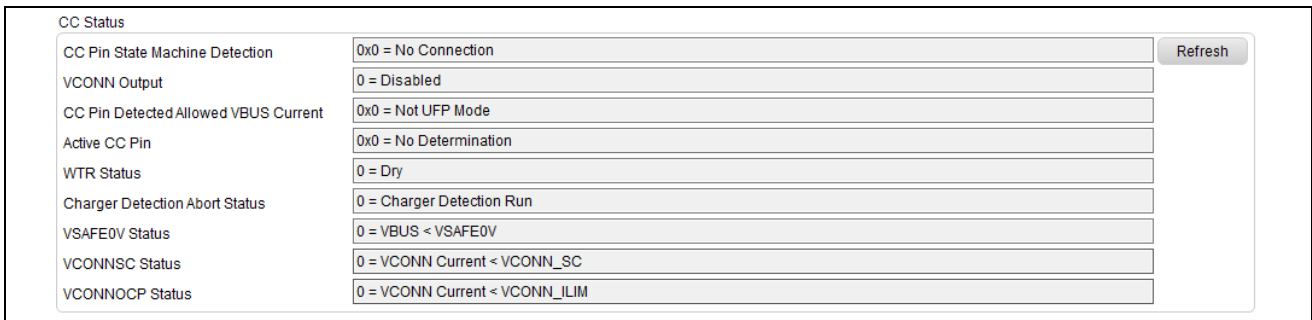 CC Status
CC Pin State Machine Detection 0x0 = No Connection Refresh
VCONN Output 0 = Disabled
CC Pin Detected Allowed VBUS Current 0x0 = Not UFP Mode
Active CC Pin 0x0 = No Determination
WTR Status 0 = Dry
Charger Detection Abort Status 0 = Charger Detection Run
VSAFE0V Status 0 = VBUS < VSAFE0V
VCONNSC Status 0 = VCONN Current < VCONN_SC
VCONNOCP Status 0 = VCONN Current < VCONN_ILIM